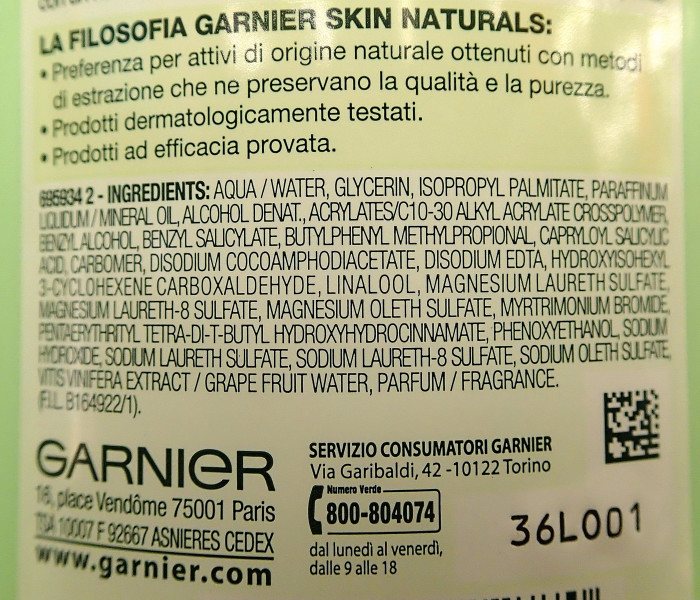 LA FILOSOFIA GARNIER SKIN NATURALS:
• Preferenza per attivi di origine naturale ottenuti con metodi
di estrazione che ne preservano la qualità e la purezza.
• Prodotti dermatologicamente testati.
• Prodotti ad efficacia provata.
695934 2 - INGREDIENTS: AQUA / WATER, GLYCERIN, ISOPROPYL PALMITATE, PARAFFINUM
LIQUIDUM / MINERAL OIL, ALCOHOL DENAT., ACRYLATES/C10-30 ALKYL ACRYLATE CROSSPOLYMER,
BENZYL ALCOHOL, BENZYL SALICYLATE, BUTYLPHENYL METHYLPROPIONAL, CAPRYLOYL SALICYLIC
ACID, CARBOMER, DISODIUM COCOAMPHODIACETATE, DISODIUM EDTA, HYDROXYISOHEXYL
3-CYCLOHEXENE CARBOXALDEHYDE, LINALOOL, MAGNESIUM LAURETH SULFATE,
MAGNESIUM LAURETH-8 SULFATE, MAGNESIUM OLETH SULFATE, MYRTRIMONIUM BROMIDE,
PENTAERYTHRITYL TETRA-DI-T-BUTYL HYDROXYHYDROCINNAMATE, PHENOXYETHANOL, SODIUM
HYDROXIDE, SODIUM LAURETH SULFATE, SODIUM LAURETH-8 SULFATE, SODIUM OLETH SULFATE,
VITIS VINIFERA EXTRACT / GRAPE FRUIT WATER, PARFUM / FRAGRANCE.
(F.I.L. B164922/1).
GARNIER
16, place Vendôme 75001 Paris
TSA 10007 F 92667 ASNIERES CEDEX
www.garnier.com
SERVIZIO CONSUMATORI GARNIER
Via Garibaldi, 42 -10122 Torino
Numero Verde
800-804074
dal lunedì al venerdì,
dalle 9 alle 18
36L001